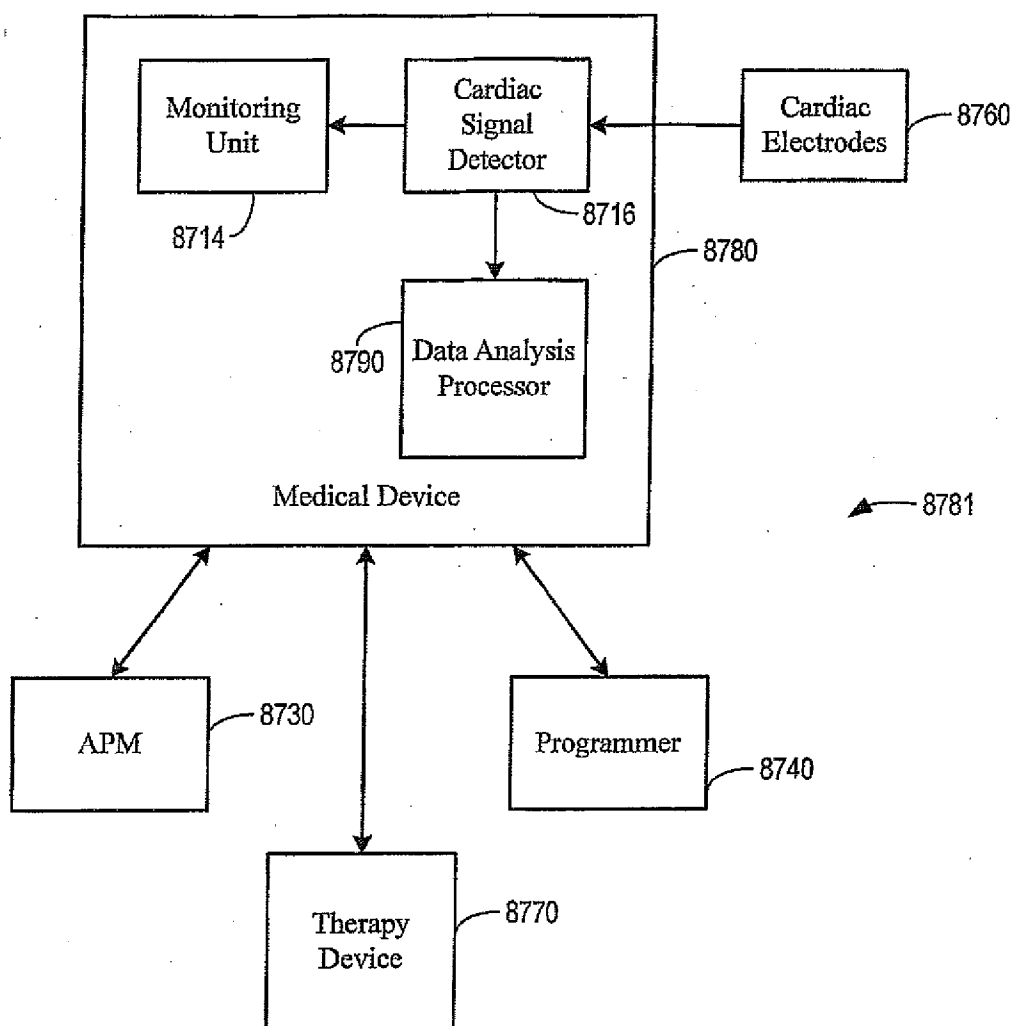 Monitoring
Unit
Cardiac
Signal
Detector
Cardiac
Electrodes
8760
8714
8716
8780
8790
Data Analysis
Processor
Medical Device
8781
APM
8730
Programmer
8740
Therapy
Device
8770